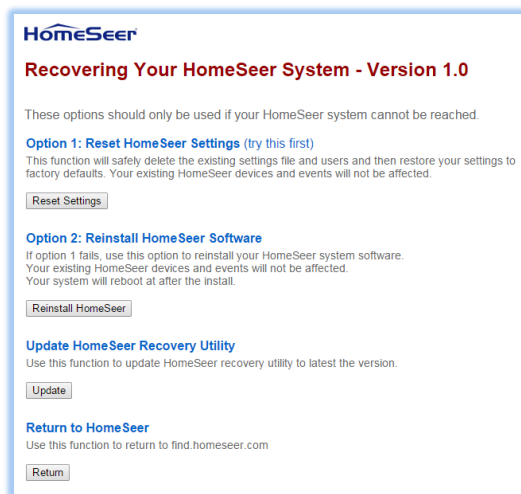 HomeSeer
Recovering Your HomeSeer System - Version 1.0
These options should only be used if your HomeSeer system cannot be reached.
Option 1: Reset HomeSeer Settings (try this first)
This function will safely delete the existing settings file and users and then restore your settings to
factory defaults. Your existing HomeSeer devices and events will not be affected.
Reset Settings
Option 2: Reinstall HomeSeer Software
If option 1 fails, use this option to reinstall your HomeSeer system software.
Your existing HomeSeer devices and events will not be affected.
Your system will reboot at after the install.
Reinstall HomeSeer
Update HomeSeer Recovery Utility
Use this function to update HomeSeer recovery utility to latest the version.
Update
Return to HomeSeer
Use this function to return to find.homeseer.com
Return